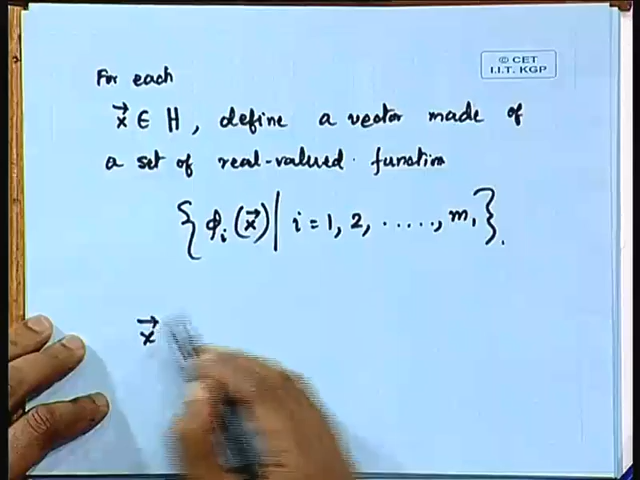 For each
© CET
I.I.T. KGP
x⃗ ∈ H, define a vector made of
a set of real-valued function
{ φᵢ(x⃗) | i = 1, 2, ....., m₁ }.
x⃗